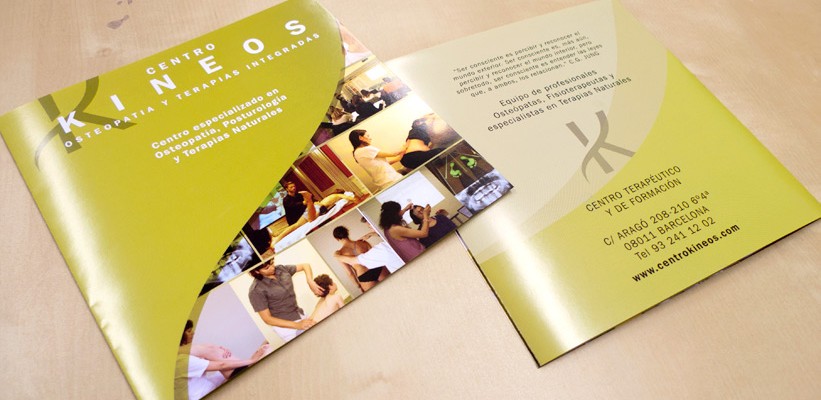 CENTRO
KINEOS
OSTEOPATIA Y TERAPIAS INTEGRADAS
Centro especializado en
Osteopatía, Posturología
y Terapias Naturales
"Ser consciente es percibir y reconocer el
mundo exterior. Ser consciente es, más aún,
percibir y reconocer el mundo interior; pero
sobretodo, ser consciente es entender las leyes
que, a ambos, los relacionan." C.G. JUNG
Equipo de profesionales
Osteópatas, Fisioterapeutas y
especialistas en Terapias Naturales
CENTRO TERAPÉUTICO
Y DE FORMACIÓN
C/ ARAGÓ 208-210 6º4ª
08011 BARCELONA
Tel 93 241 12 02
www.centrokineos.com